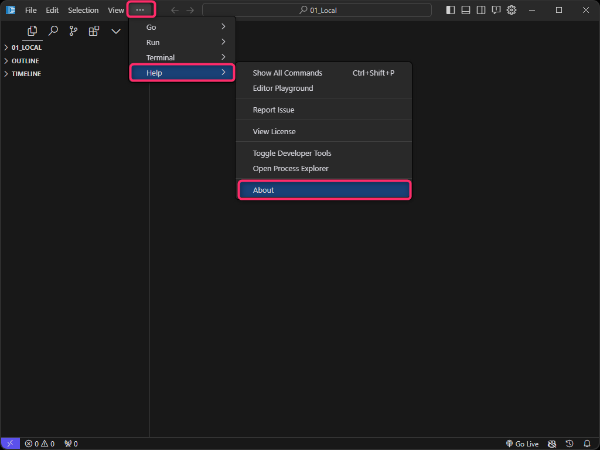 File Edit Selection View ··· 01_Local
Go
Run
Terminal
Help
01_LOCAL
OUTLINE
TIMELINE
Show All Commands Ctrl+Shift+P
Editor Playground
Report Issue
View License
Toggle Developer Tools
Open Process Explorer
About
0 0 0 Go Live